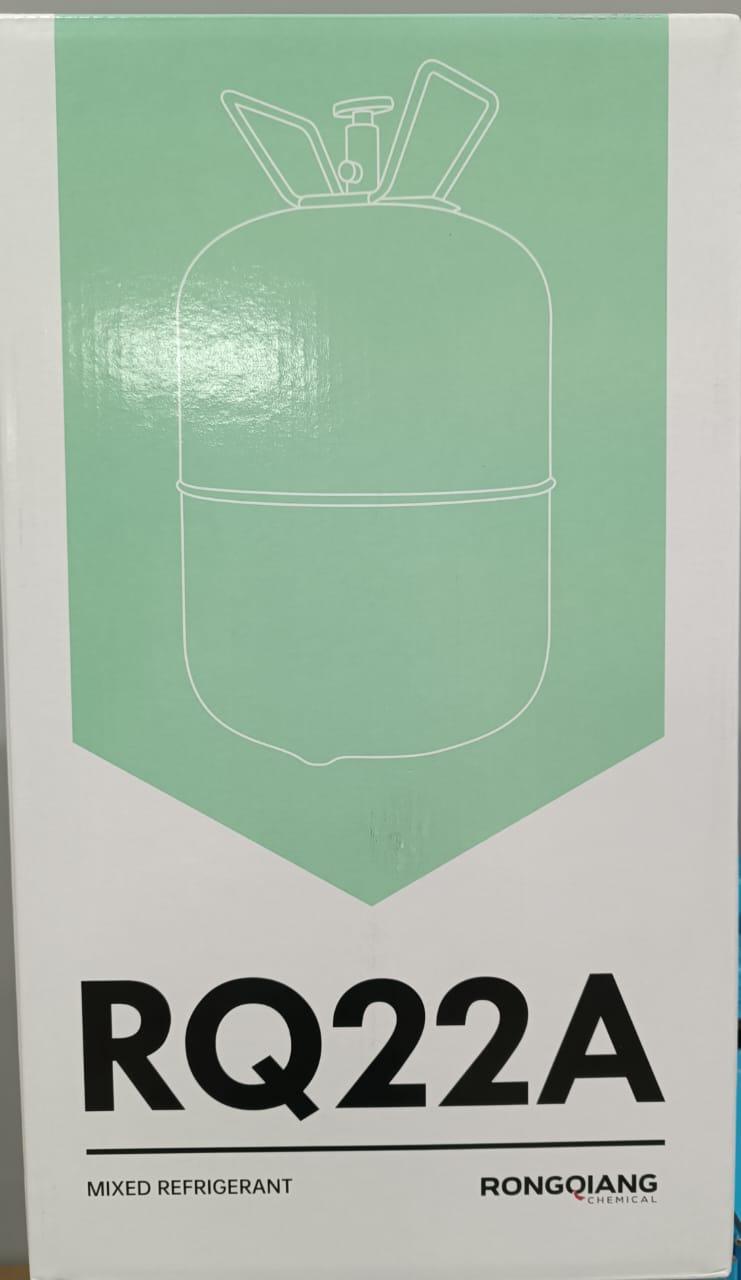 RQ22A
MIXED REFRIGERANT
RONGQIANG
CHEMICAL